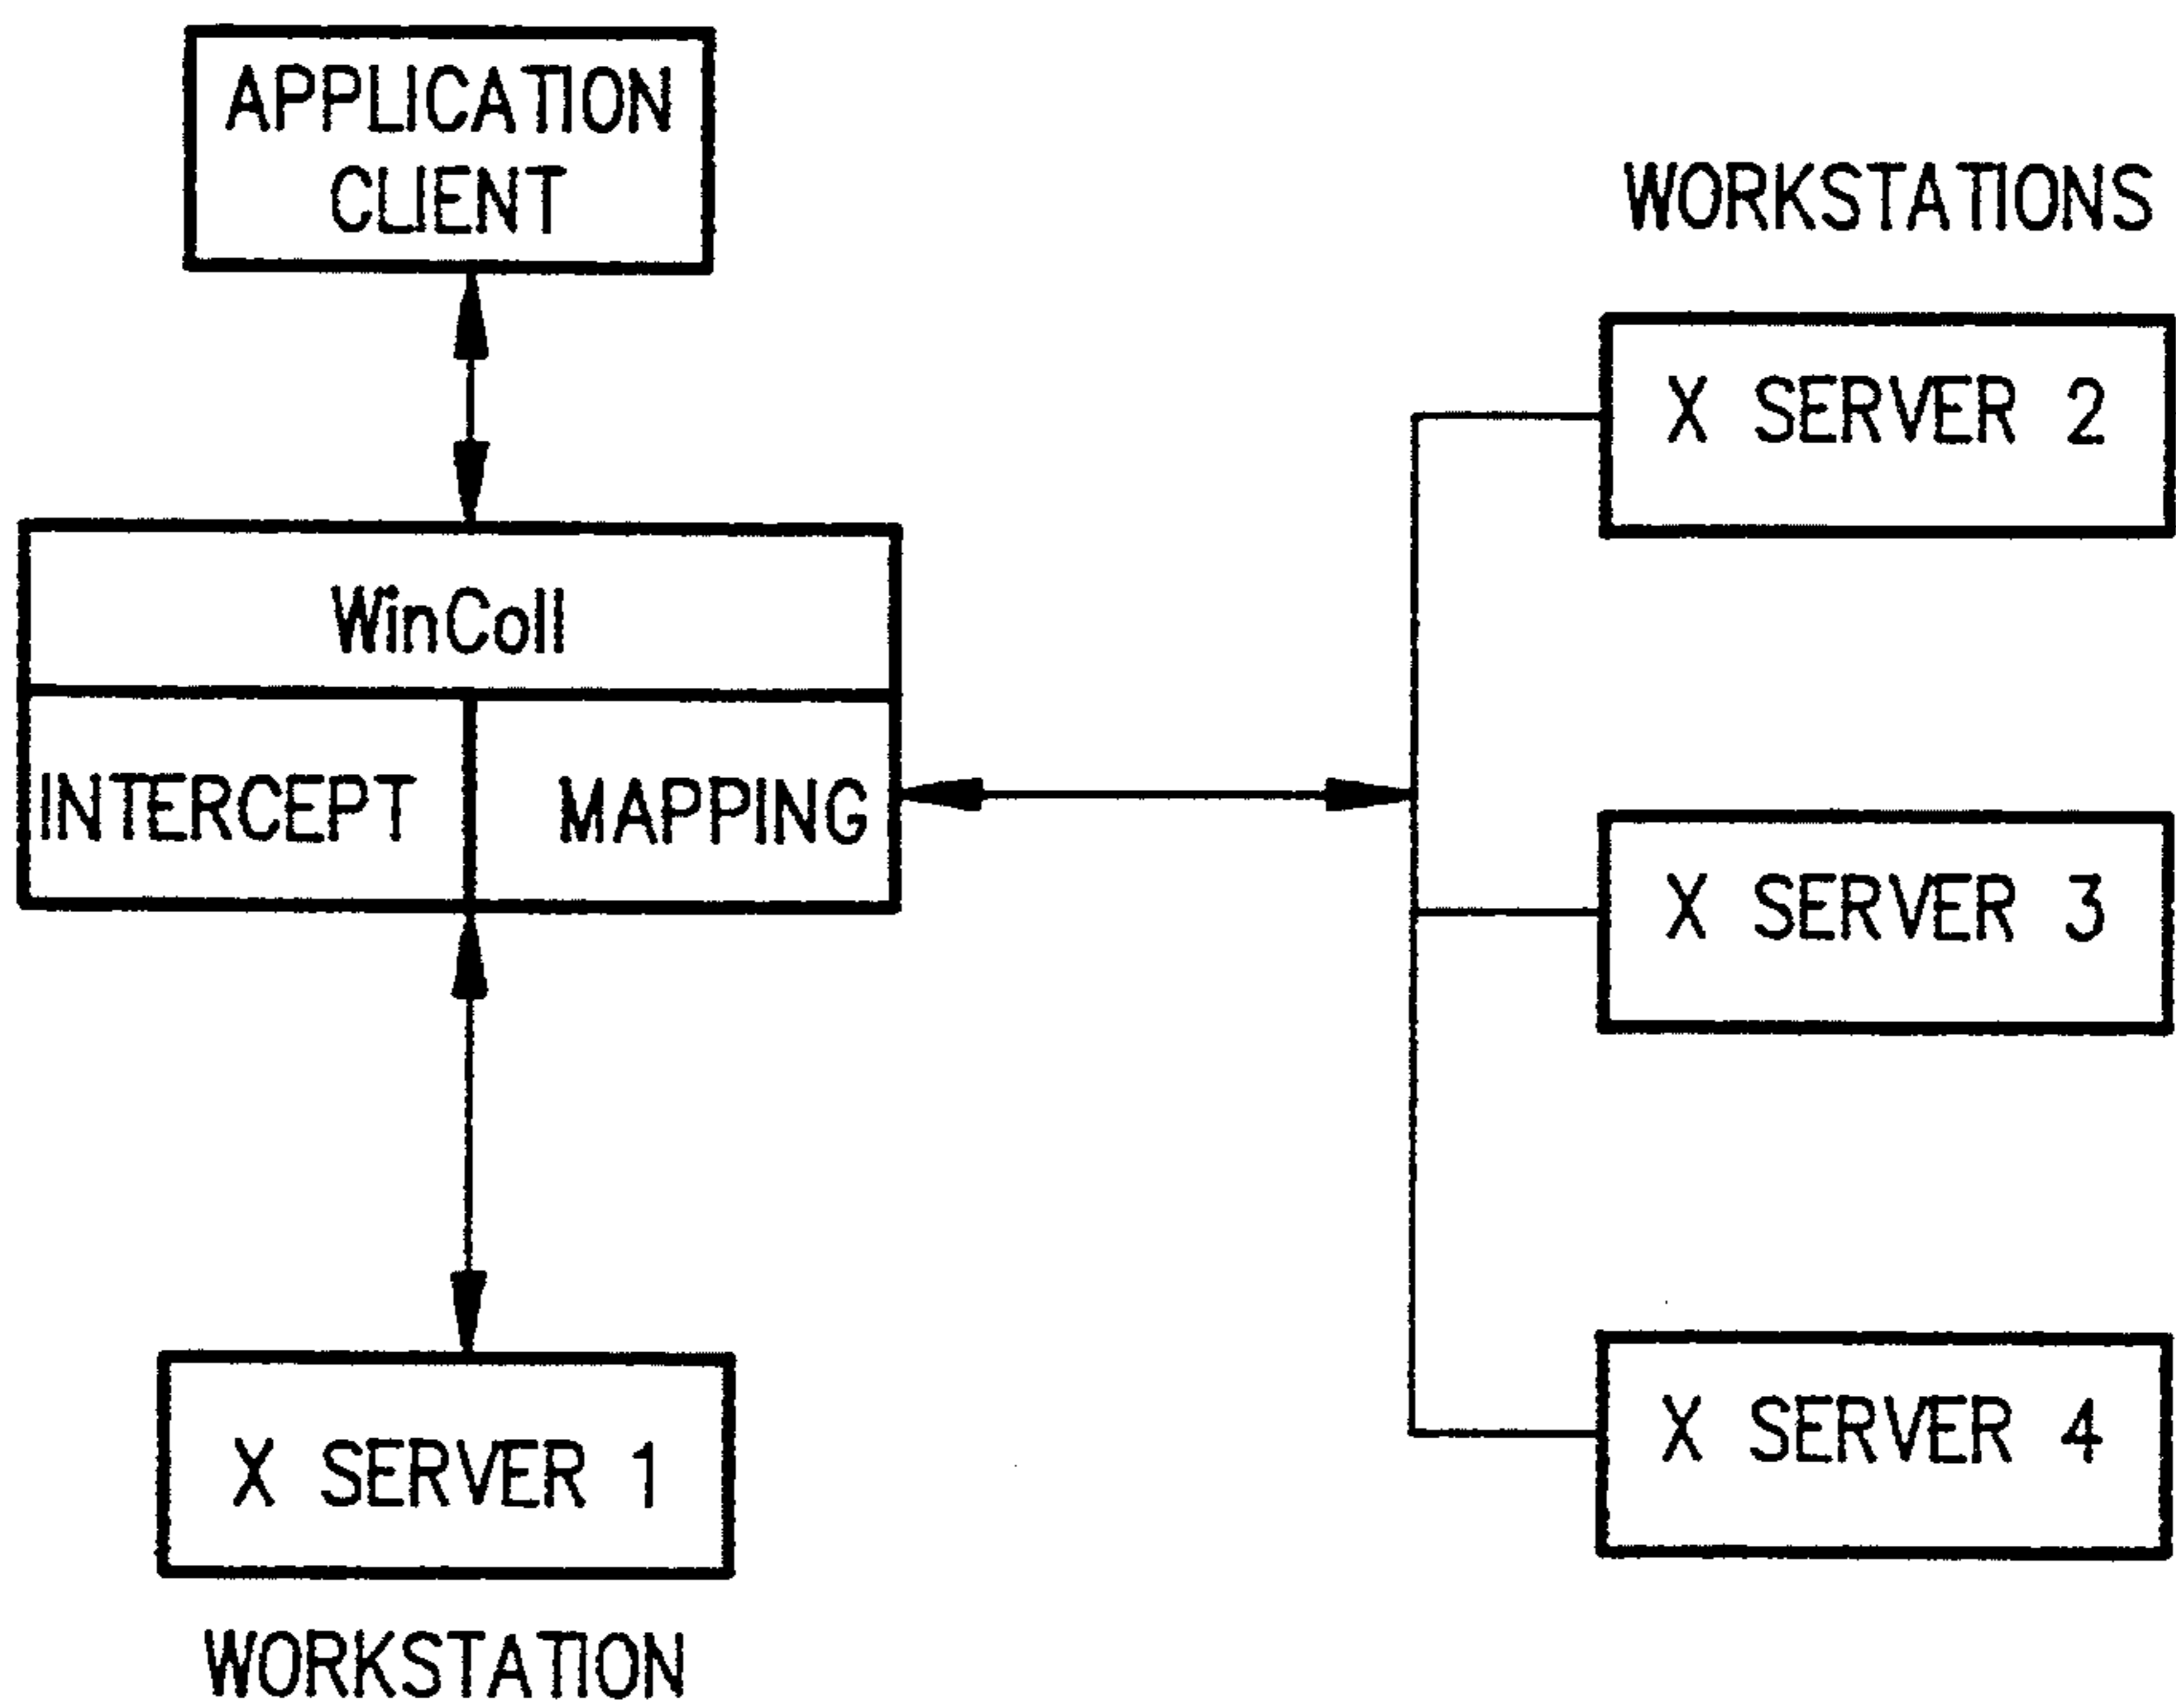 APPLICATION
CLIENT
WORKSTATIONS
X SERVER 2
WinColl
INTERCEPT
MAPPING
X SERVER 3
X SERVER 1
X SERVER 4
WORKSTATION